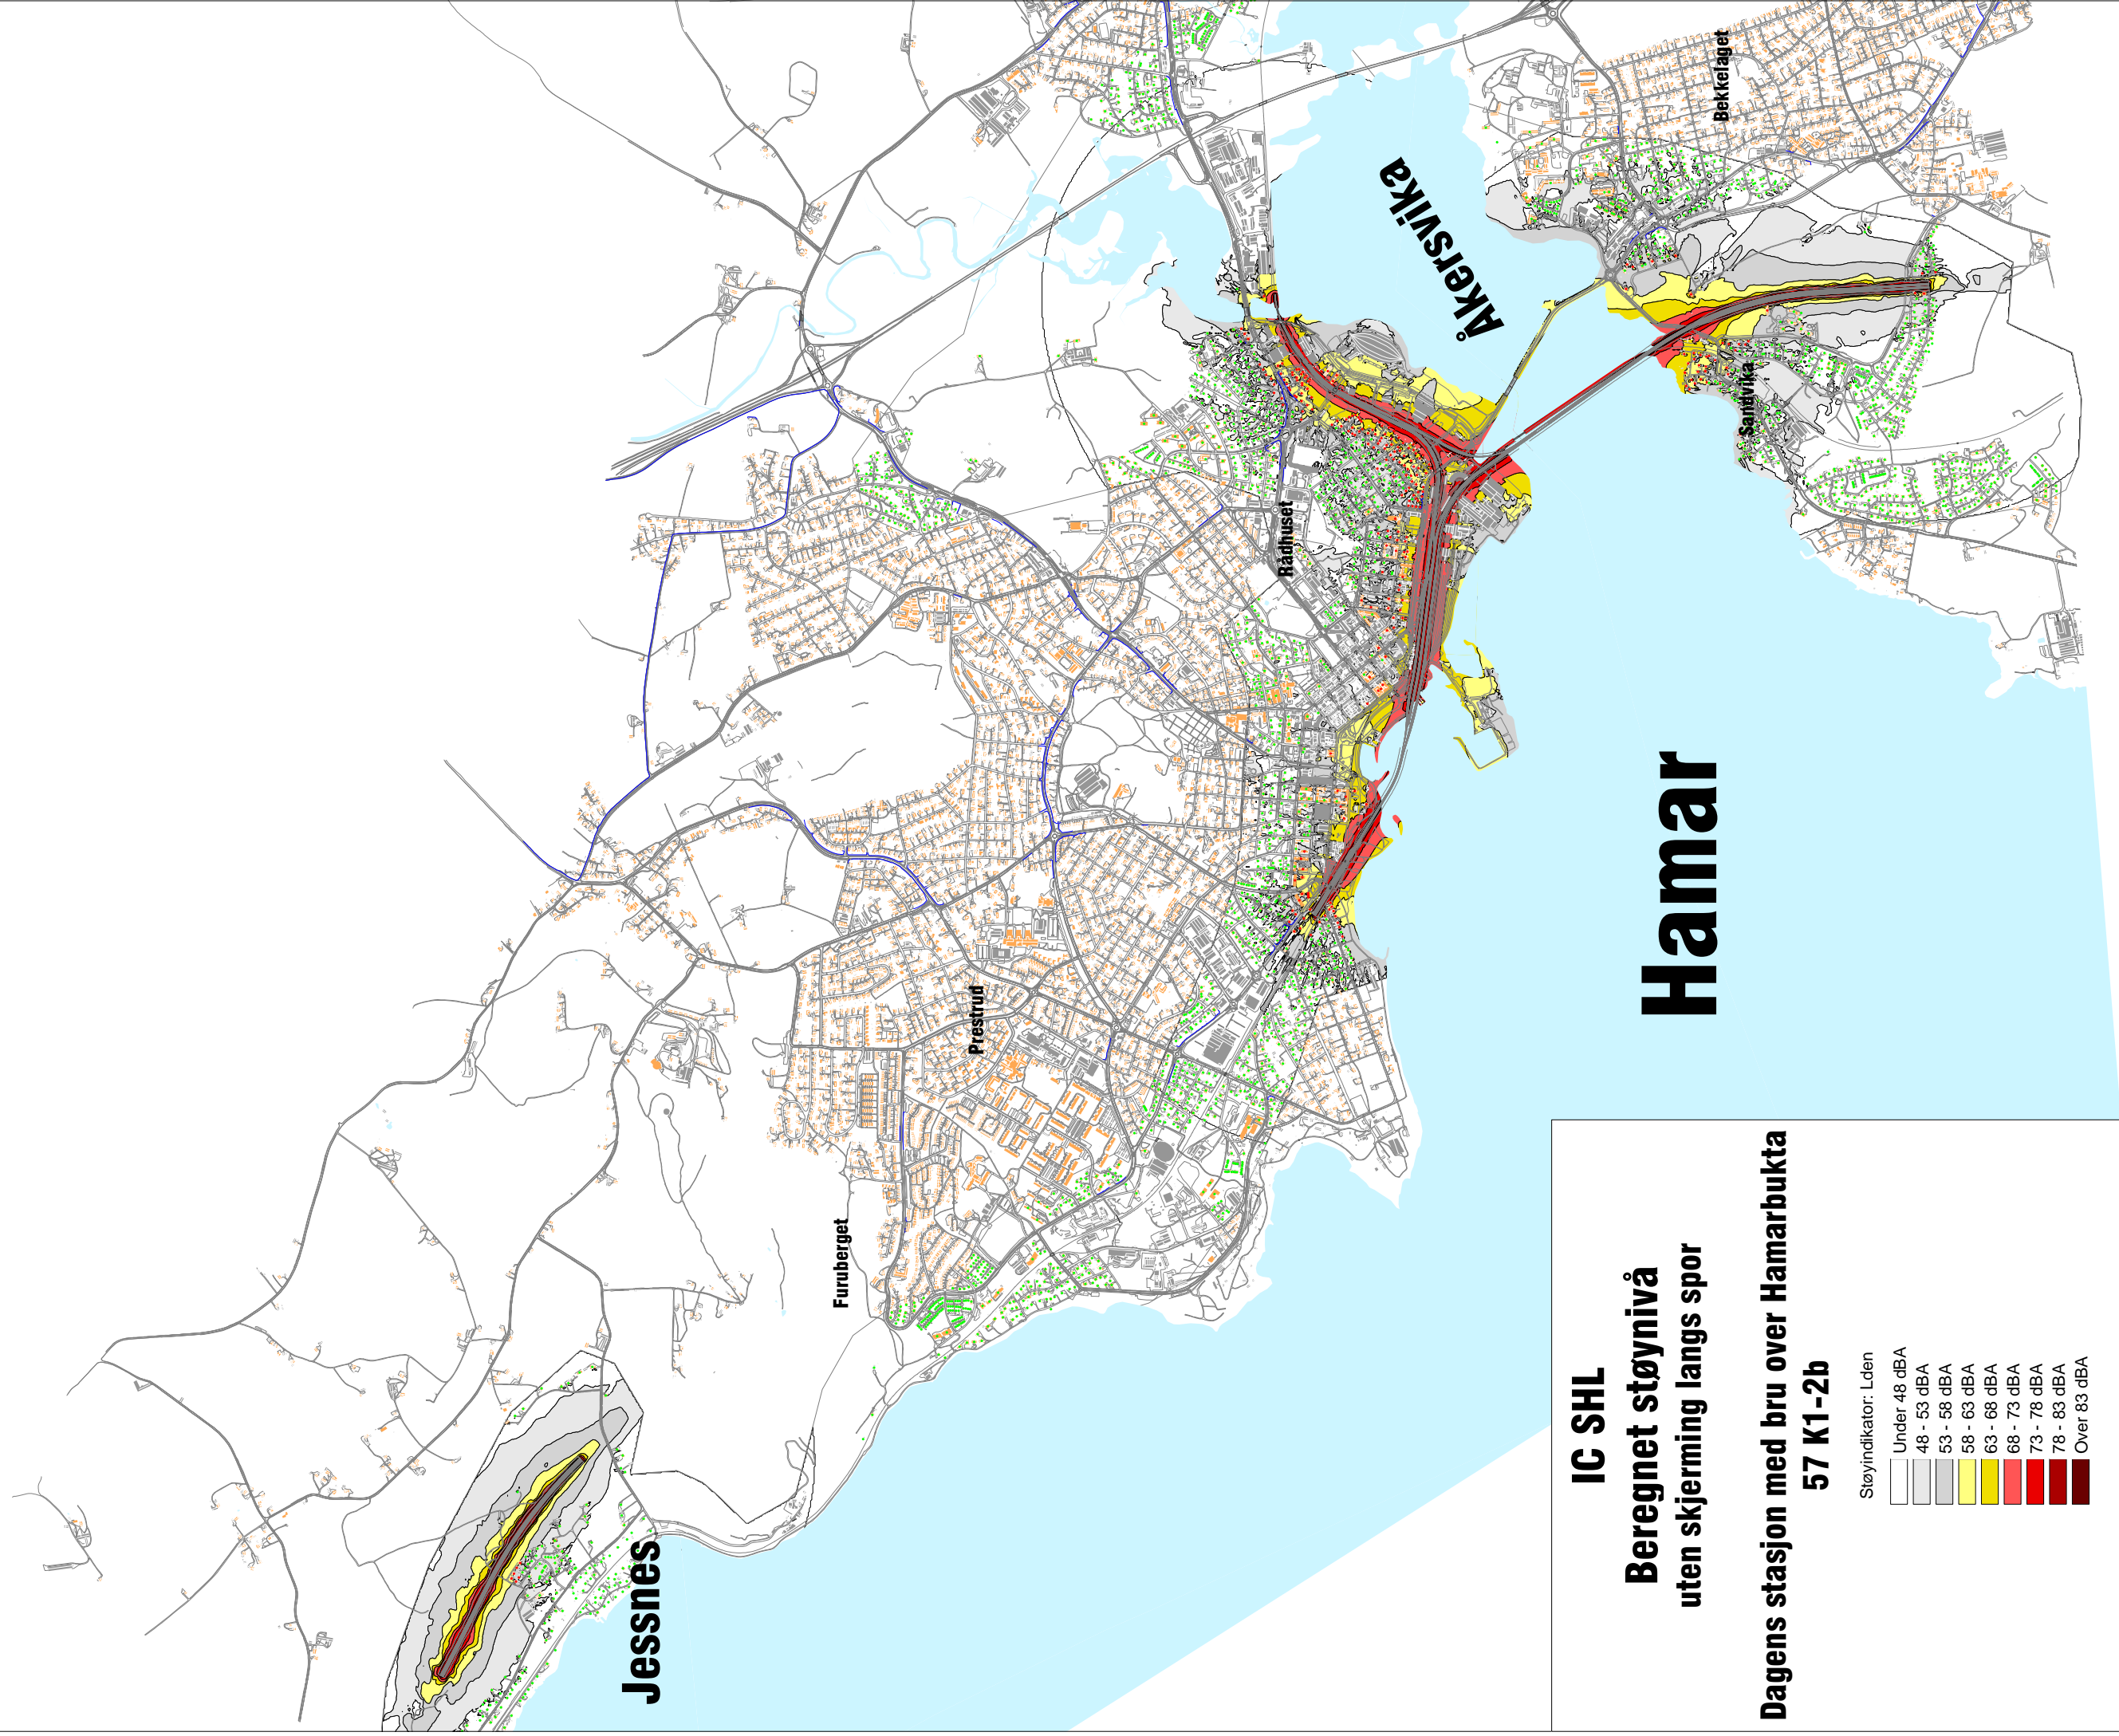 Bekkelaget
Åkersvika
Sandvika
Rådhuset
Hamar
Prestrud
Furuberget
Jessnes
IC SHL
Beregnet støynivå
uten skjerming langs spor
Dagens stasjon med bru over Hamarbukta
57 K1-2b
Støyindikator: Lden
Under 48 dBA
48 - 53 dBA
53 - 58 dBA
58 - 63 dBA
63 - 68 dBA
68 - 73 dBA
73 - 78 dBA
78 - 83 dBA
Over 83 dBA